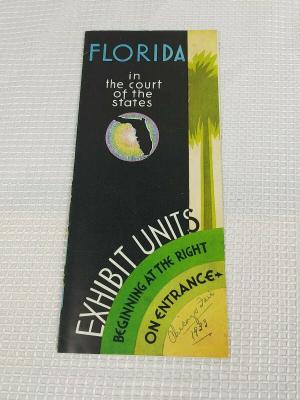 FLORIDA
in
the court
of the
states
EXHIBIT UNITS
BEGINNING AT THE RIGHT
ON ENTRANCE→
Chicago Fair
1933